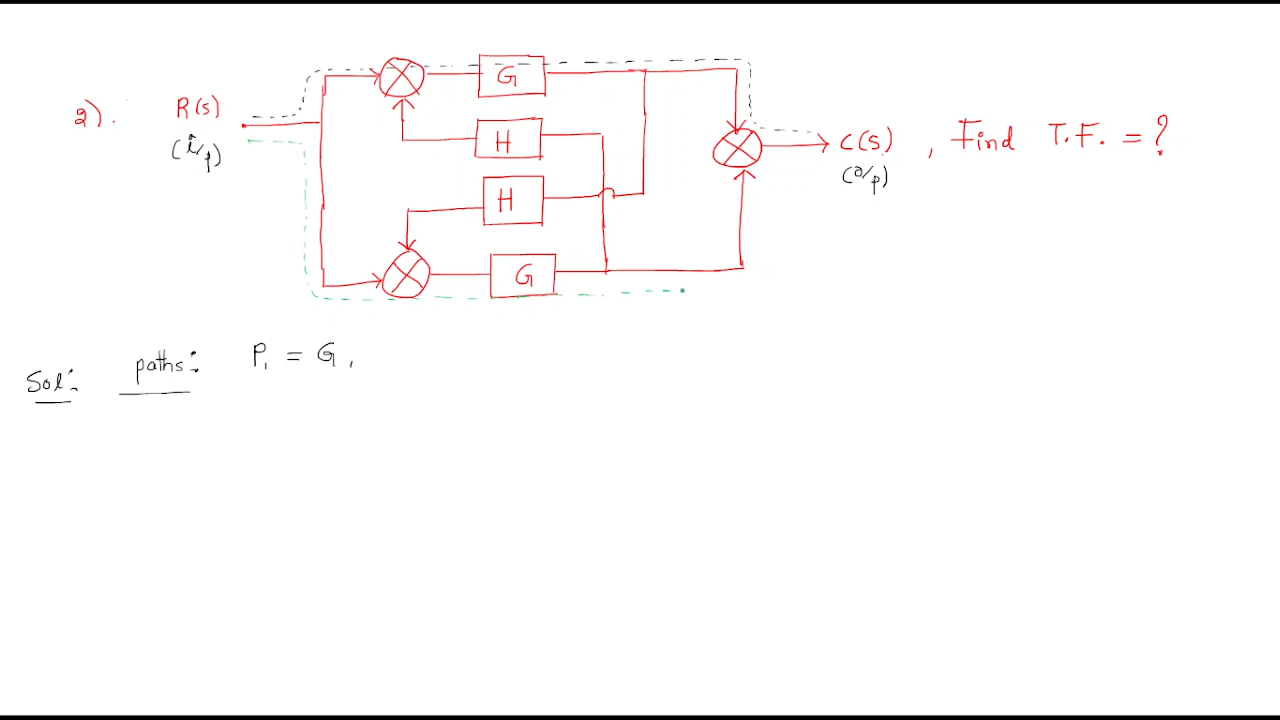 2). R(s) G C(s) , Find T.F. = ?
(i/p) H (o/p)
H
G
Sol:- paths:- P₁ = G,